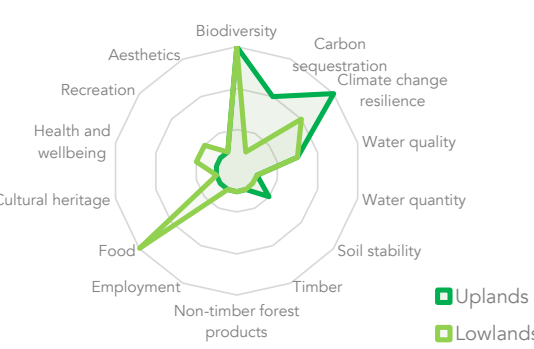 Biodiversity
Carbon
sequestration
Climate change
resilience
Water quality
Water quantity
Soil stability
Timber
Non-timber forest
products
Employment
Food
Cultural heritage
Health and
wellbeing
Recreation
Aesthetics
Uplands
Lowlands